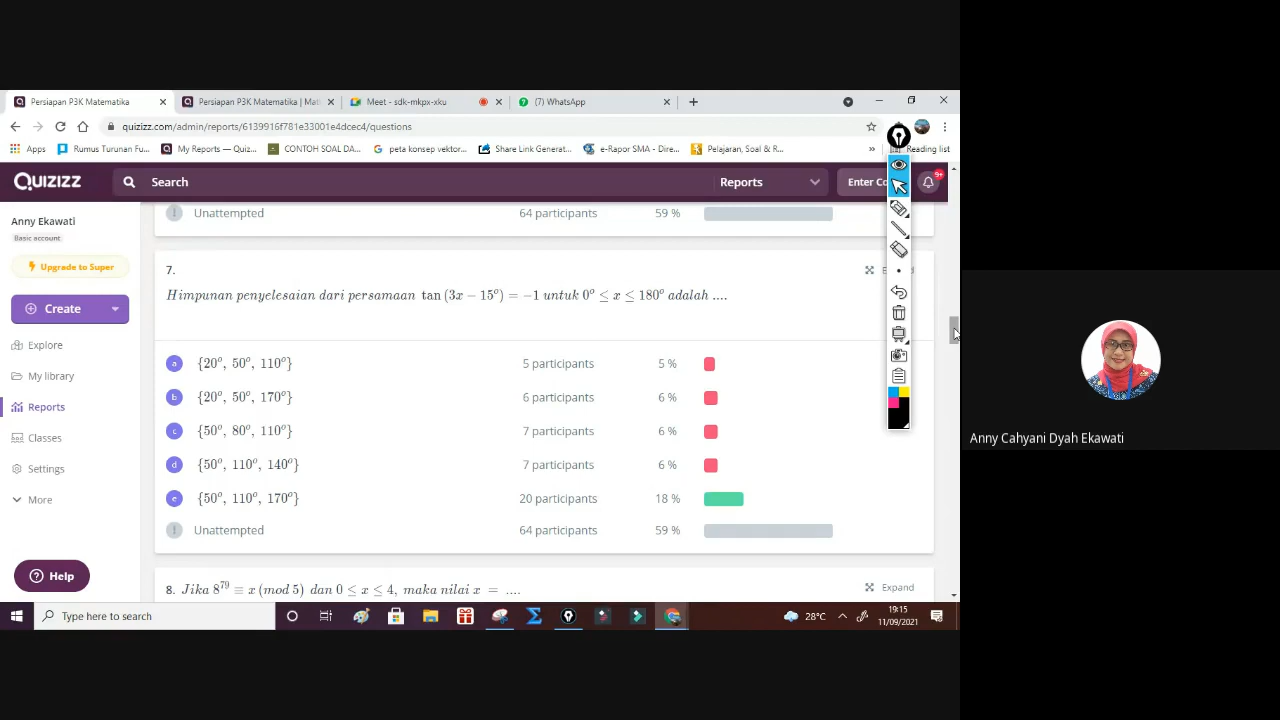 Persiapan P3K Matematika
Persiapan P3K Matematika | Mat
Meet - sdk-mkpx-xku
(7) WhatsApp
quizizz.com/admin/reports/6139916f781e33001e4dcec4/questions
Apps
Rumus Turunan Fu...
My Reports — Quiz...
CONTOH SOAL DA...
peta konsep vektor...
Share Link Generat...
e-Rapor SMA - Dire...
Pelajaran, Soal & R...
»
Reading list
QUIZIZZ
Search
Reports
Enter Co
9+
Anny Ekawati
Basic account
Upgrade to Super
Create
Explore
My library
Reports
Classes
Settings
More
Help
Unattempted 64 participants 59 %
7.
Himpunan penyelesaian dari persamaan tan (3x − 15°) = −1 untuk 0° ≤ x ≤ 180° adalah ....
a {20°, 50°, 110°} 5 participants 5 %
b {20°, 50°, 170°} 6 participants 6 %
c {50°, 80°, 110°} 7 participants 6 %
d {50°, 110°, 140°} 7 participants 6 %
e {50°, 110°, 170°} 20 participants 18 %
! Unattempted 64 participants 59 %
8. Jika 8⁷⁹ ≡ x (mod 5) dan 0 ≤ x ≤ 4, maka nilai x = ....
Expand
Type here to search
28°C
19:15
11/09/2021
Anny Cahyani Dyah Ekawati